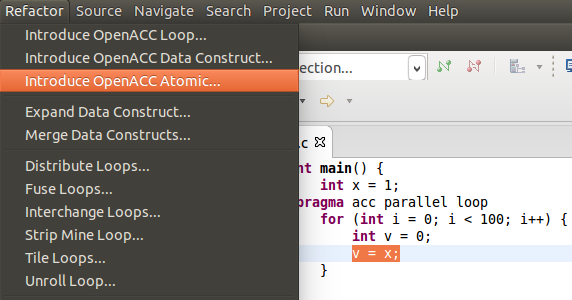 Refactor Source Navigate Search Project Run Window Help
Introduce OpenACC Loop...
Introduce OpenACC Data Construct...
Introduce OpenACC Atomic...
Expand Data Construct...
Merge Data Constructs...
Distribute Loops...
Fuse Loops...
Interchange Loops...
Strip Mine Loop...
Tile Loops...
Unroll Loop...
ection...
.c
nt main() {
int x = 1;
pragma acc parallel loop
for (int i = 0; i < 100; i++) {
int v = 0;
v = x;
}